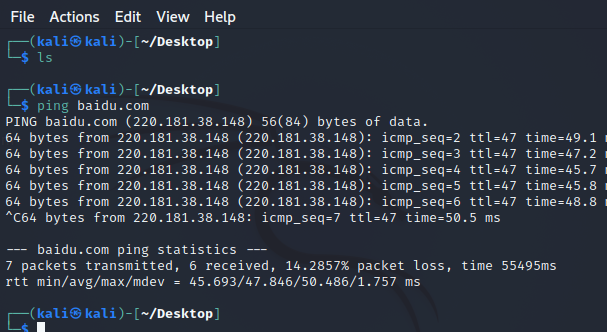 File Actions Edit View Help
┌──(kali㉿kali)-[~/Desktop]
└─$ ls
┌──(kali㉿kali)-[~/Desktop]
└─$ ping baidu.com
PING baidu.com (220.181.38.148) 56(84) bytes of data.
64 bytes from 220.181.38.148 (220.181.38.148): icmp_seq=2 ttl=47 time=49.1
64 bytes from 220.181.38.148 (220.181.38.148): icmp_seq=3 ttl=47 time=47.2
64 bytes from 220.181.38.148 (220.181.38.148): icmp_seq=4 ttl=47 time=45.7
64 bytes from 220.181.38.148 (220.181.38.148): icmp_seq=5 ttl=47 time=45.8
64 bytes from 220.181.38.148 (220.181.38.148): icmp_seq=6 ttl=47 time=48.8
^C64 bytes from 220.181.38.148: icmp_seq=7 ttl=47 time=50.5 ms
--- baidu.com ping statistics ---
7 packets transmitted, 6 received, 14.2857% packet loss, time 55495ms
rtt min/avg/max/mdev = 45.693/47.846/50.486/1.757 ms
┌──(kali㉿kali)-[~/Desktop]
└─$